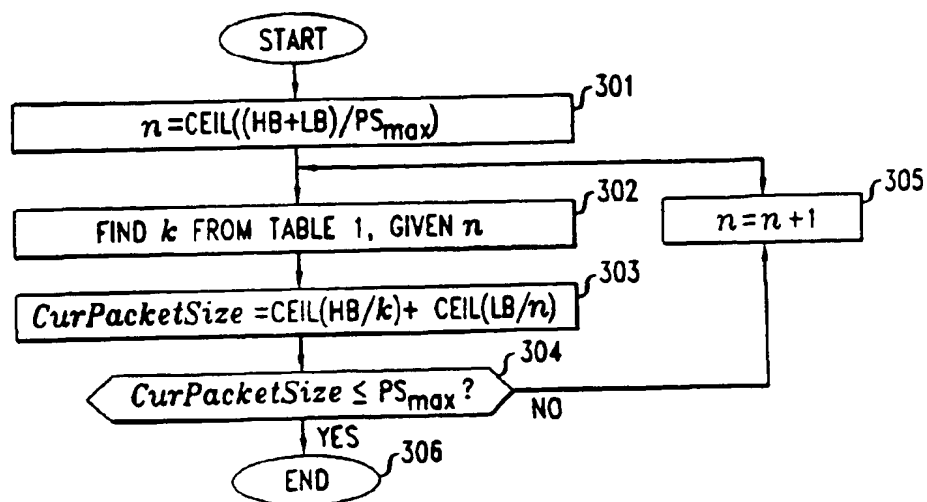 START
301
n=CEIL((HB+LB)/PSmax)
302
305
FIND k FROM TABLE 1, GIVEN n
n=n+1
303
CurPacketSize=CEIL(HB/k)+ CEIL(LB/n)
304
CurPacketSize ≤ PSmax?
NO
YES
306
END